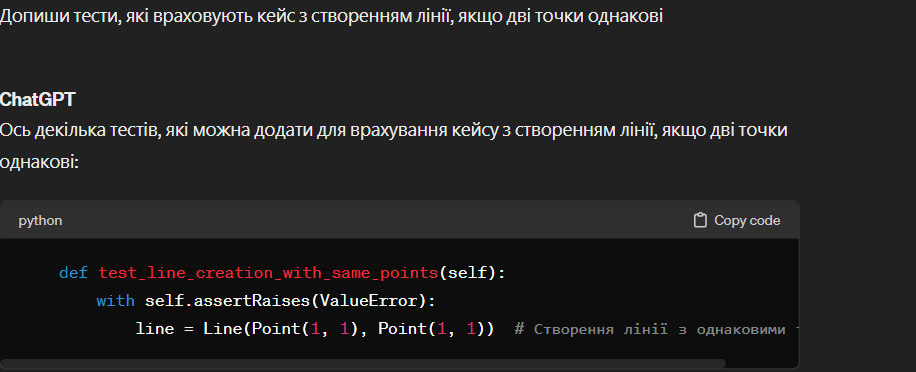 Допиши тести, які враховують кейс з створенням лінії, якщо дві точки однакові
ChatGPT
Ось декілька тестів, які можна додати для врахування кейсу з створенням лінії, якщо дві точки
однакові:
python Copy code
def test_line_creation_with_same_points(self):
with self.assertRaises(ValueError):
line = Line(Point(1, 1), Point(1, 1)) # Створення лінії з однаковими